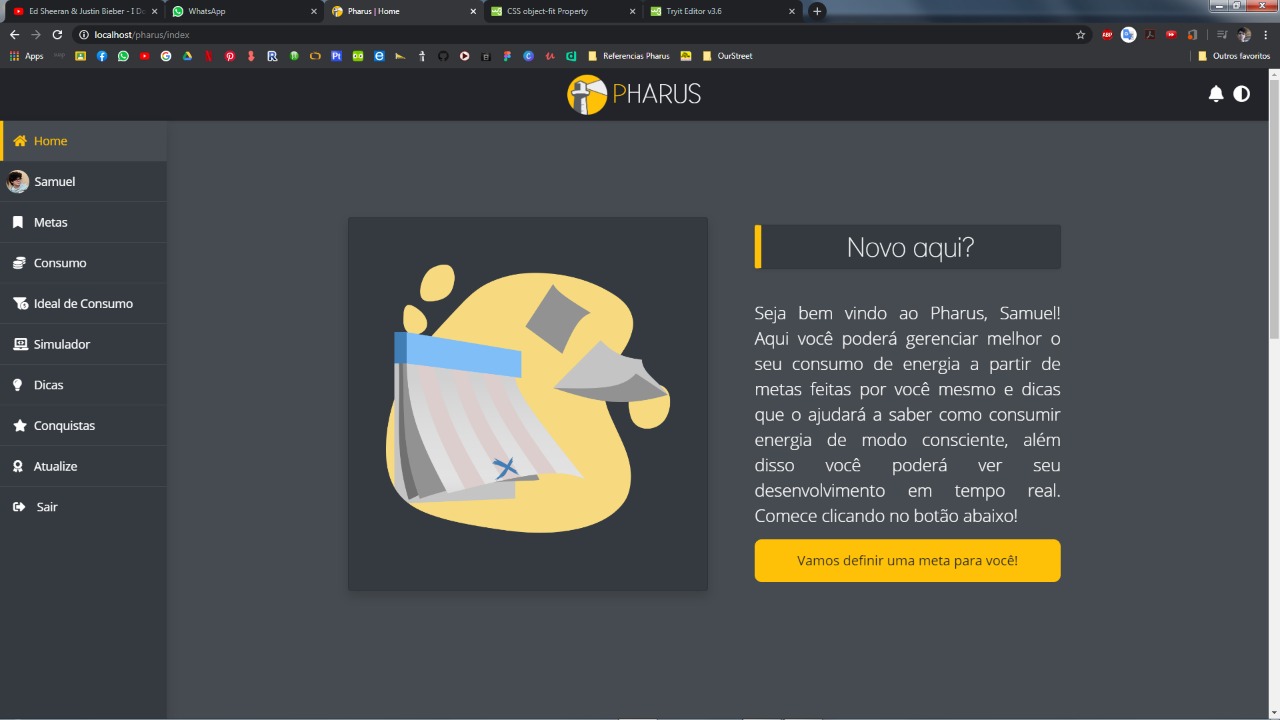 Ed Sheeran & Justin Bieber - I D
WhatsApp
Pharus | Home
CSS object-fit Property
Tryit Editor v3.6
localhost/pharus/index
Apps
Referencias Pharus
OurStreet
Outros favoritos
PHARUS
Home
Samuel
Metas
Consumo
Ideal de Consumo
Simulador
Dicas
Conquistas
Atualize
Sair
Novo aqui?
Seja bem vindo ao Pharus, Samuel!
Aqui você poderá gerenciar melhor o
seu consumo de energia a partir de
metas feitas por você mesmo e dicas
que o ajudará a saber como consumir
energia de modo consciente, além
disso você poderá ver seu
desenvolvimento em tempo real.
Comece clicando no botão abaixo!
Vamos definir uma meta para você!